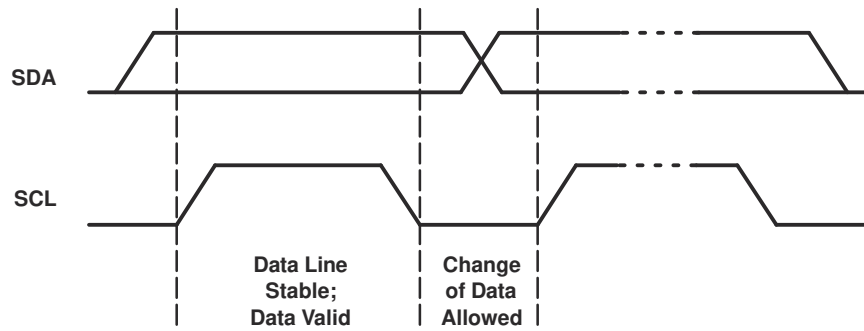 SDA
SCL
Data Line
Stable;
Data Valid
Change
of Data
Allowed